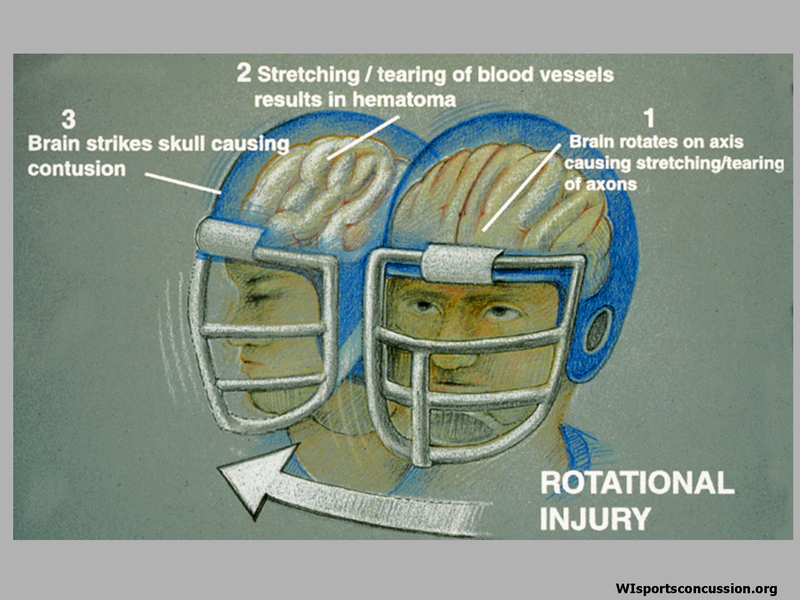 2 Stretching / tearing of blood vessels
results in hematoma
3
Brain strikes skull causing
contusion
1
Brain rotates on axis
causing stretching/tearing
of axons
ROTATIONAL
INJURY
WIsportsconcussion.org